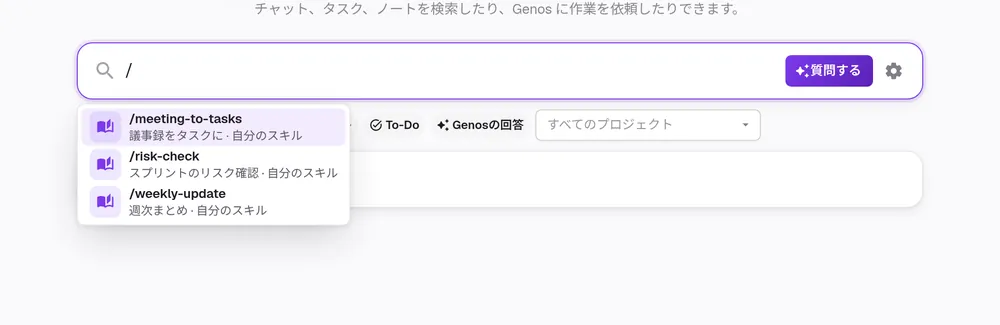 チャット、タスク、ノートを検索したり、Genos に作業を依頼したりできます。
/
質問する
/meeting-to-tasks
議事録をタスクに · 自分のスキル
/risk-check
スプリントのリスク確認 · 自分のスキル
/weekly-update
週次まとめ · 自分のスキル
To-Do
Genosの回答
すべてのプロジェクト